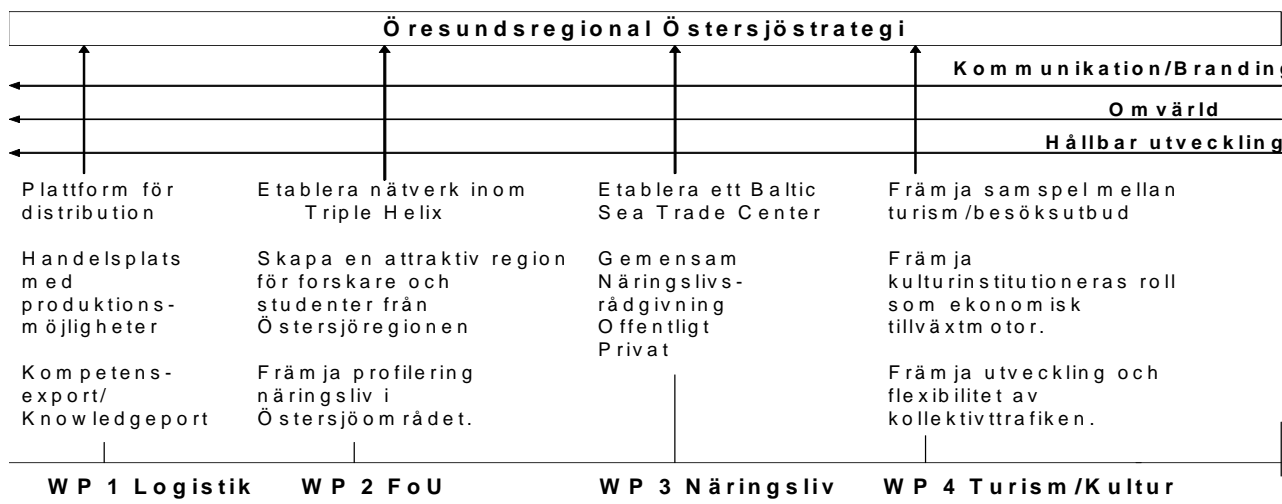 Öresundsregional Östersjöstrategi
Kommunikation/Branding
Omvärld
Hållbar utveckling
Plattform för
distribution
Handelsplats
med
produktions-
möjligheter
Kompetens-
export/
Knowledgeport
Etablera nätverk inom
Triple Helix
Skapa en attraktiv region
för forskare och
studenter från
Östersjöregionen
Främja profilering
näringsliv i
Östersjöområdet.
Etablera ett Baltic
Sea Trade Center
Gemensam
Näringslivs-
rådgivning
Offentligt
Privat
Främja samspel mellan
turism/besöksutbud
Främja
kulturinstitutioneras roll
som ekonomisk
tillväxtmotor.
Främja utveckling och
flexibilitet av
kollektivttrafiken.
WP 1 Logistik WP 2 FoU WP 3 Näringsliv WP 4 Turism/Kultur